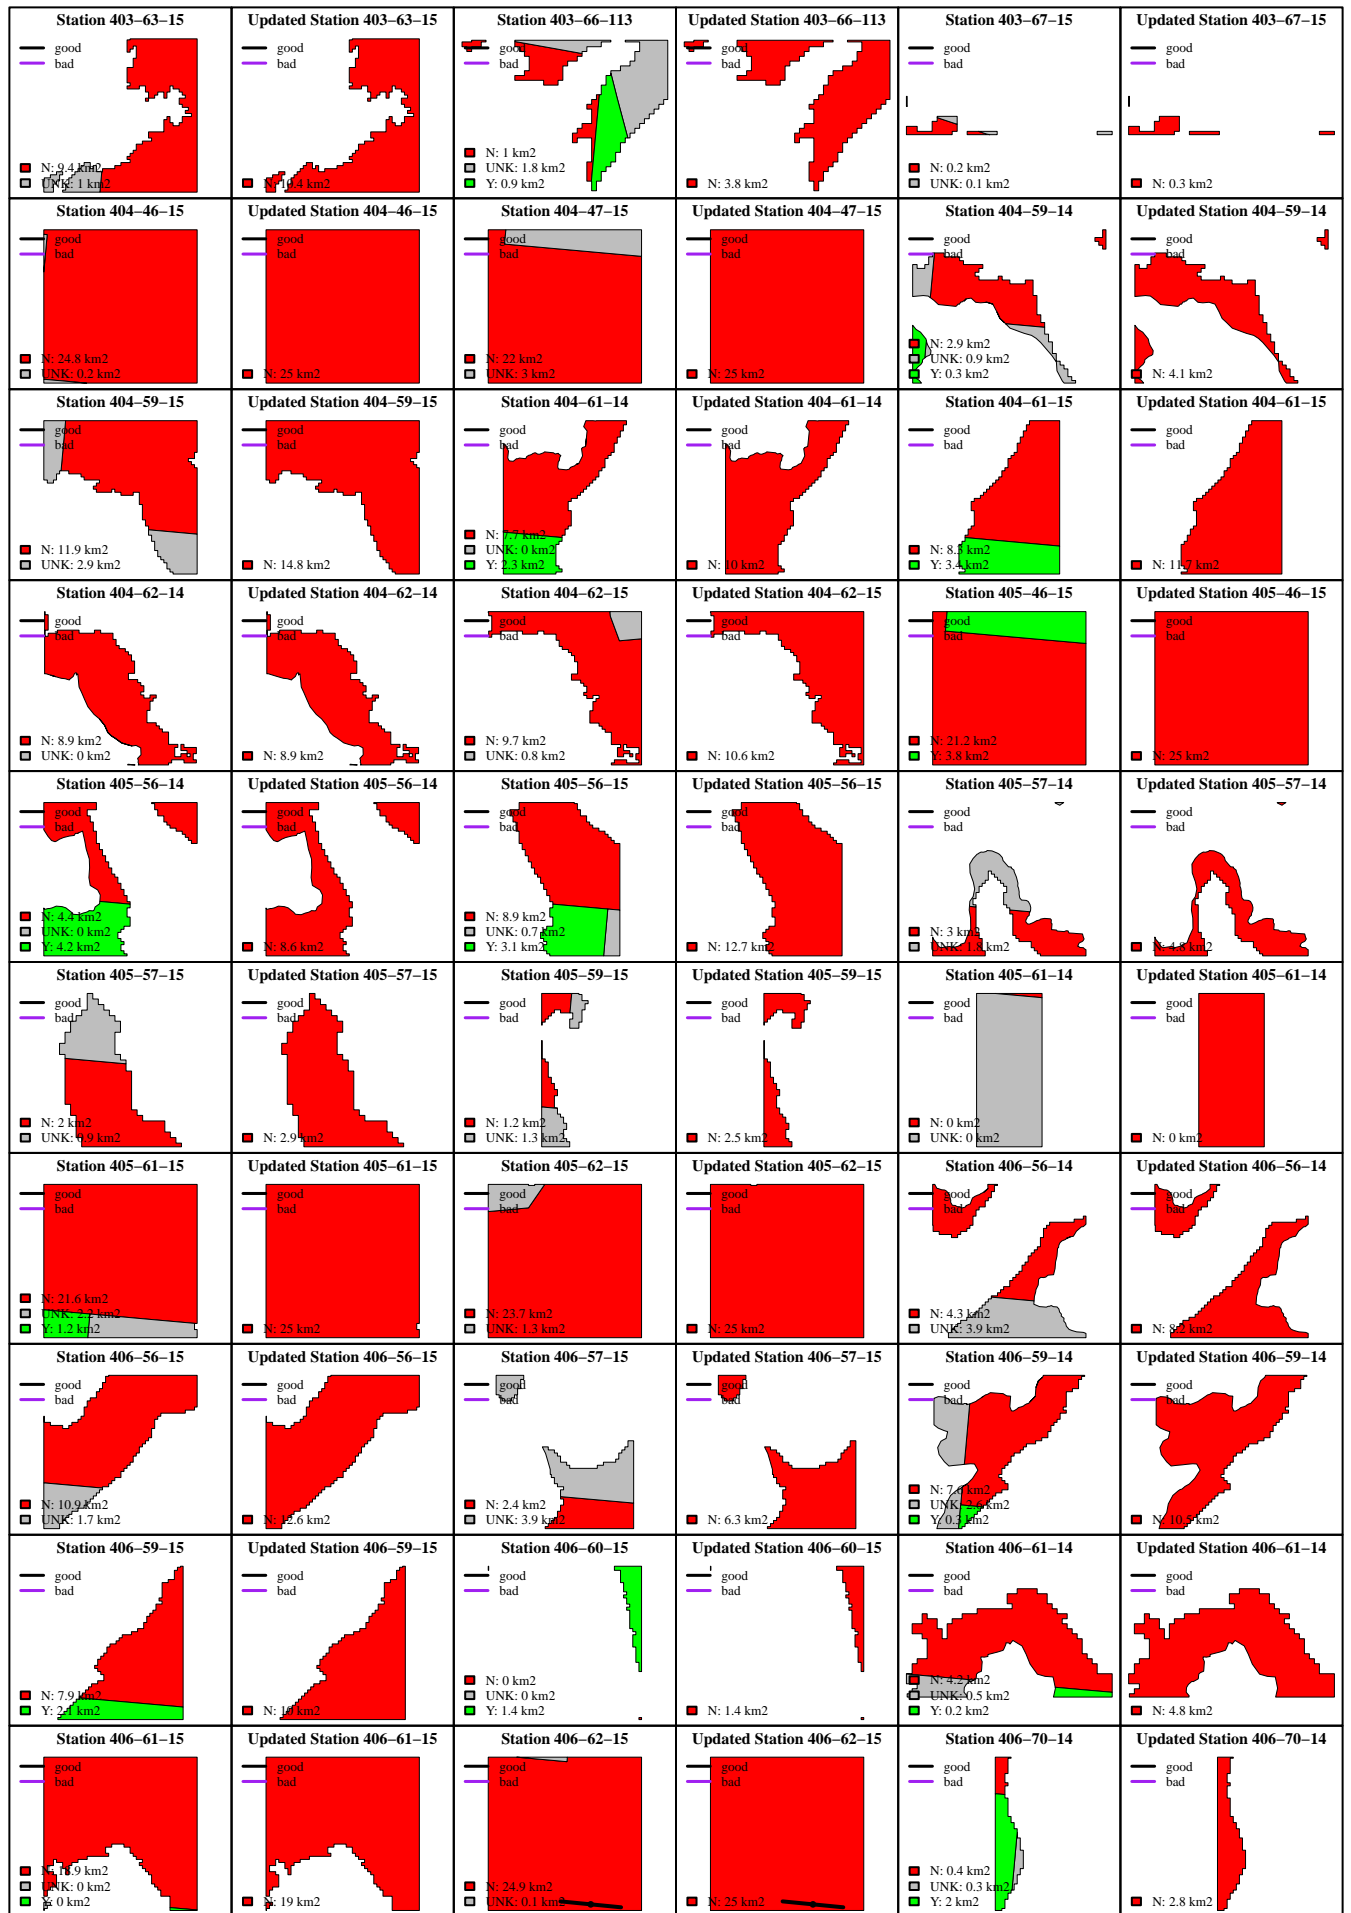 Station 403−63−15
good
bad
N: 9.4 km2
UNK: 1 km2
Updated Station 403−63−15
good
bad
N: 10.4 km2
Station 403−66−113
good
bad
N: 1 km2
UNK: 1.8 km2
Y: 0.9 km2
Updated Station 403−66−113
good
bad
N: 3.8 km2
Station 403−67−15
good
bad
N: 0.2 km2
UNK: 0.1 km2
Updated Station 403−67−15
good
bad
N: 0.3 km2
Station 404−46−15
good
bad
N: 24.8 km2
UNK: 0.2 km2
Updated Station 404−46−15
good
bad
N: 25 km2
Station 404−47−15
good
bad
N: 22 km2
UNK: 3 km2
Updated Station 404−47−15
good
bad
N: 25 km2
Station 404−59−14
good
bad
N: 2.9 km2
UNK: 0.9 km2
Y: 0.3 km2
Updated Station 404−59−14
good
bad
N: 4.1 km2
Station 404−59−15
good
bad
N: 11.9 km2
UNK: 2.9 km2
Updated Station 404−59−15
good
bad
N: 14.8 km2
Station 404−61−14
good
bad
N: 7.7 km2
UNK: 0 km2
Y: 2.3 km2
Updated Station 404−61−14
good
bad
N: 10 km2
Station 404−61−15
good
bad
N: 8.3 km2
Y: 3.4 km2
Updated Station 404−61−15
good
bad
N: 11.7 km2
Station 404−62−14
good
bad
N: 8.9 km2
UNK: 0 km2
Updated Station 404−62−14
good
bad
N: 8.9 km2
Station 404−62−15
good
bad
N: 9.7 km2
UNK: 0.8 km2
Updated Station 404−62−15
good
bad
N: 10.6 km2
Station 405−46−15
good
bad
N: 21.2 km2
Y: 3.8 km2
Updated Station 405−46−15
good
bad
N: 25 km2
Station 405−56−14
good
bad
N: 4.4 km2
UNK: 0 km2
Y: 4.2 km2
Updated Station 405−56−14
good
bad
N: 8.6 km2
Station 405−56−15
good
bad
N: 8.9 km2
UNK: 0.7 km2
Y: 3.1 km2
Updated Station 405−56−15
good
bad
N: 12.7 km2
Station 405−57−14
good
bad
N: 3 km2
UNK: 1.8 km2
Updated Station 405−57−14
good
bad
N: 4.8 km2
Station 405−57−15
good
bad
N: 2 km2
UNK: 0.9 km2
Updated Station 405−57−15
good
bad
N: 2.9 km2
Station 405−59−15
good
bad
N: 1.2 km2
UNK: 1.3 km2
Updated Station 405−59−15
good
bad
N: 2.5 km2
Station 405−61−14
good
bad
N: 0 km2
UNK: 0 km2
Updated Station 405−61−14
good
bad
N: 0 km2
Station 405−61−15
good
bad
N: 21.6 km2
UNK: 2.2 km2
Y: 1.2 km2
Updated Station 405−61−15
good
bad
N: 25 km2
Station 405−62−15
good
bad
N: 23.7 km2
UNK: 1.3 km2
Updated Station 405−62−15
good
bad
N: 25 km2
Station 406−56−14
good
bad
N: 4.3 km2
UNK: 3.9 km2
Updated Station 406−56−14
good
bad
N: 8.2 km2
Station 406−56−15
good
bad
N: 10.9 km2
UNK: 1.7 km2
Updated Station 406−56−15
good
bad
N: 12.6 km2
Station 406−57−15
good
bad
N: 2.4 km2
UNK: 3.9 km2
Updated Station 406−57−15
good
bad
N: 6.3 km2
Station 406−59−14
good
bad
N: 7.6 km2
UNK: 2.6 km2
Y: 0.3 km2
Updated Station 406−59−14
good
bad
N: 10.5 km2
Station 406−59−15
good
bad
N: 7.9 km2
Y: 2.1 km2
Updated Station 406−59−15
good
bad
N: 10 km2
Station 406−60−15
good
bad
N: 0 km2
UNK: 0 km2
Y: 1.4 km2
Updated Station 406−60−15
good
bad
N: 1.4 km2
Station 406−61−14
good
bad
N: 4.2 km2
UNK: 0.5 km2
Y: 0.2 km2
Updated Station 406−61−14
good
bad
N: 4.8 km2
Station 406−61−15
good
bad
N: 18.9 km2
UNK: 0 km2
Y: 0 km2
Updated Station 406−61−15
good
bad
N: 19 km2
Station 406−62−15
good
bad
N: 24.9 km2
UNK: 0.1 km2
Updated Station 406−62−15
good
bad
N: 25 km2
Station 406−70−14
good
bad
N: 0.4 km2
UNK: 0.3 km2
Y: 2 km2
Updated Station 406−70−14
good
bad
N: 2.8 km2